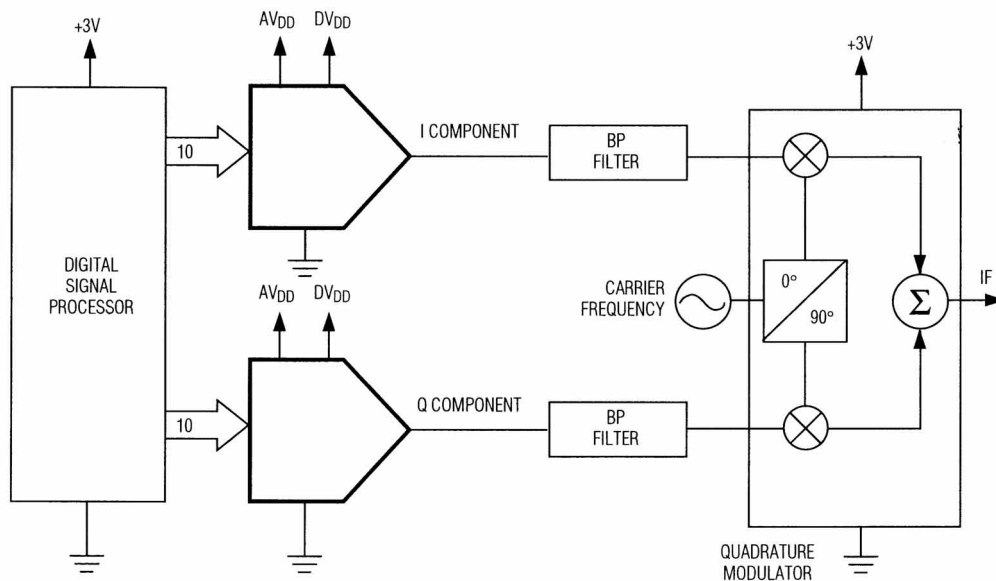 +3V
AVDD
DVDD
+3V
10
I COMPONENT
BP
FILTER
DIGITAL
SIGNAL
PROCESSOR
AVDD
DVDD
CARRIER
FREQUENCY
0°
90°
Σ
IF
10
Q COMPONENT
BP
FILTER
QUADRATURE
MODULATOR